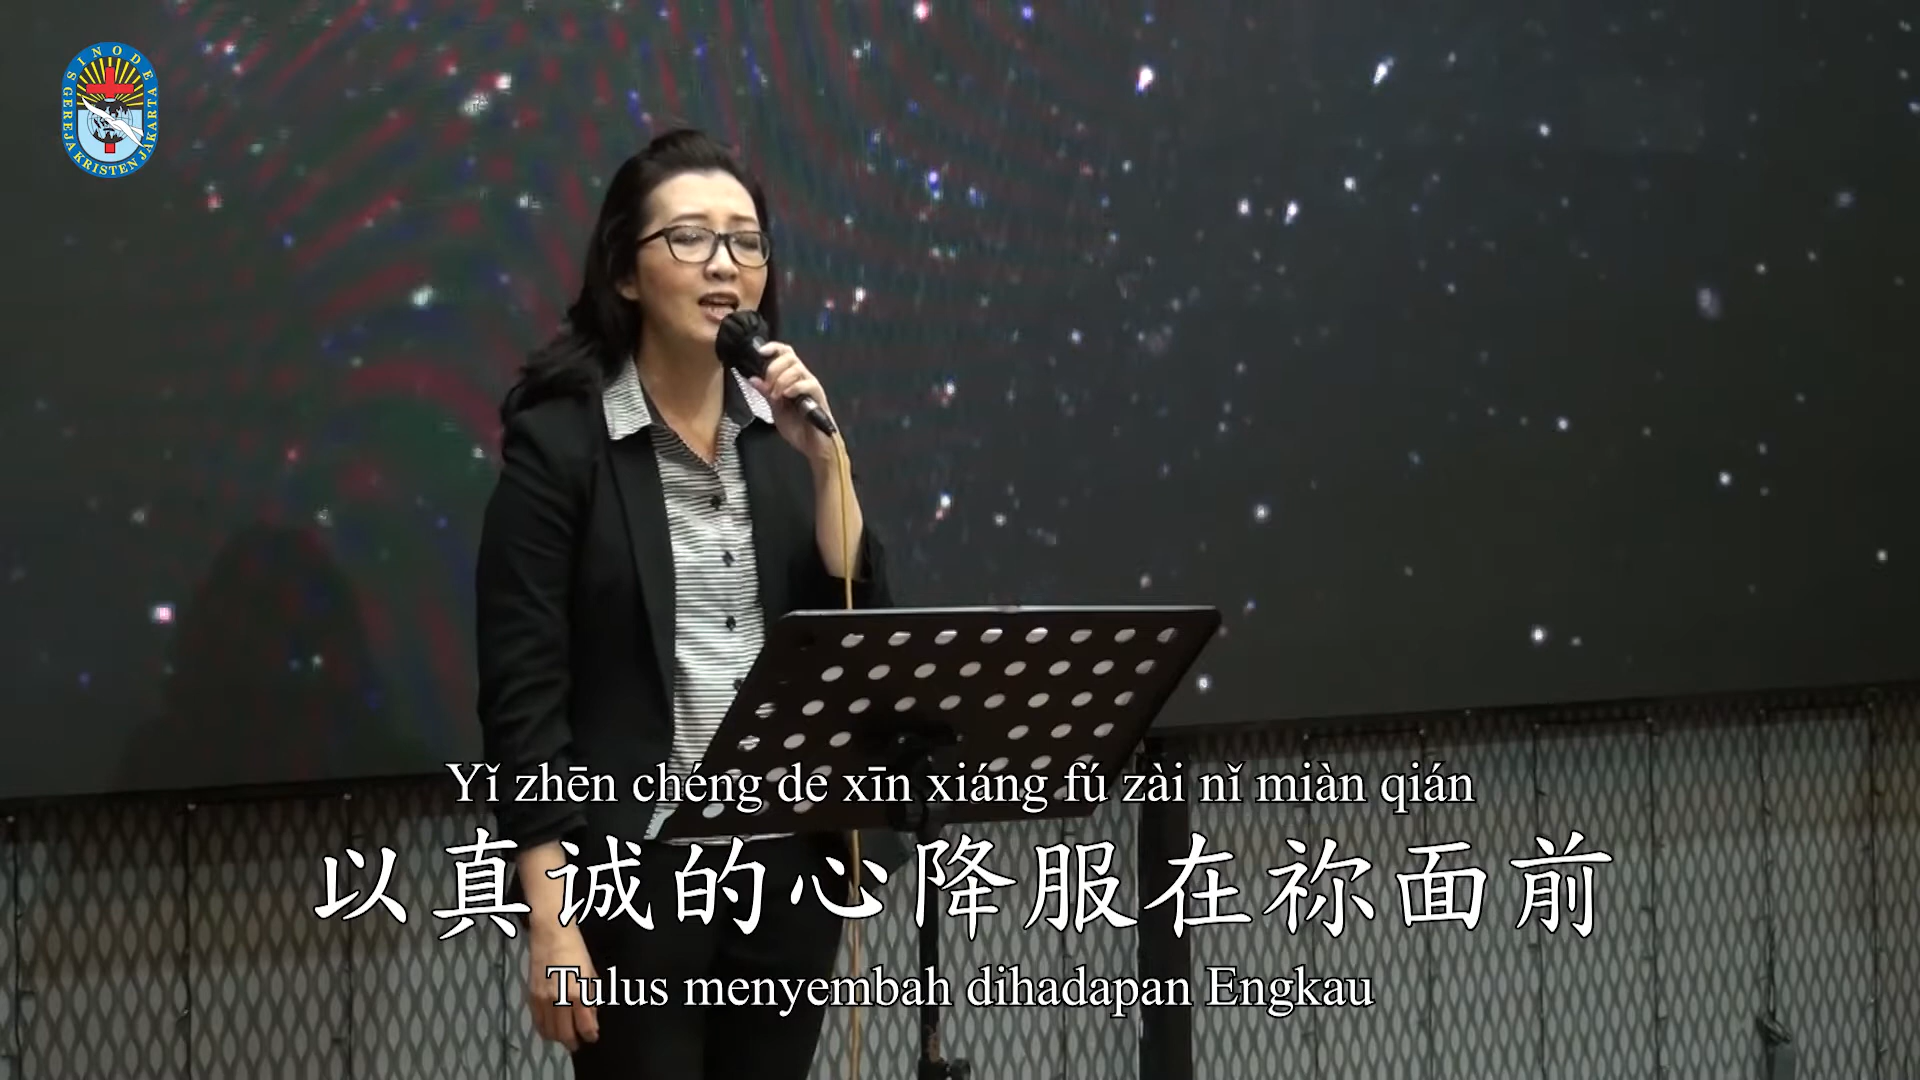 SINODE
GEREJA KRISTEN JAKARTA
Yǐ zhēn chéng de xīn xiáng fú zài nǐ miàn qián
以真诚的心降服在祢面前
Tulus menyembah dihadapan Engkau